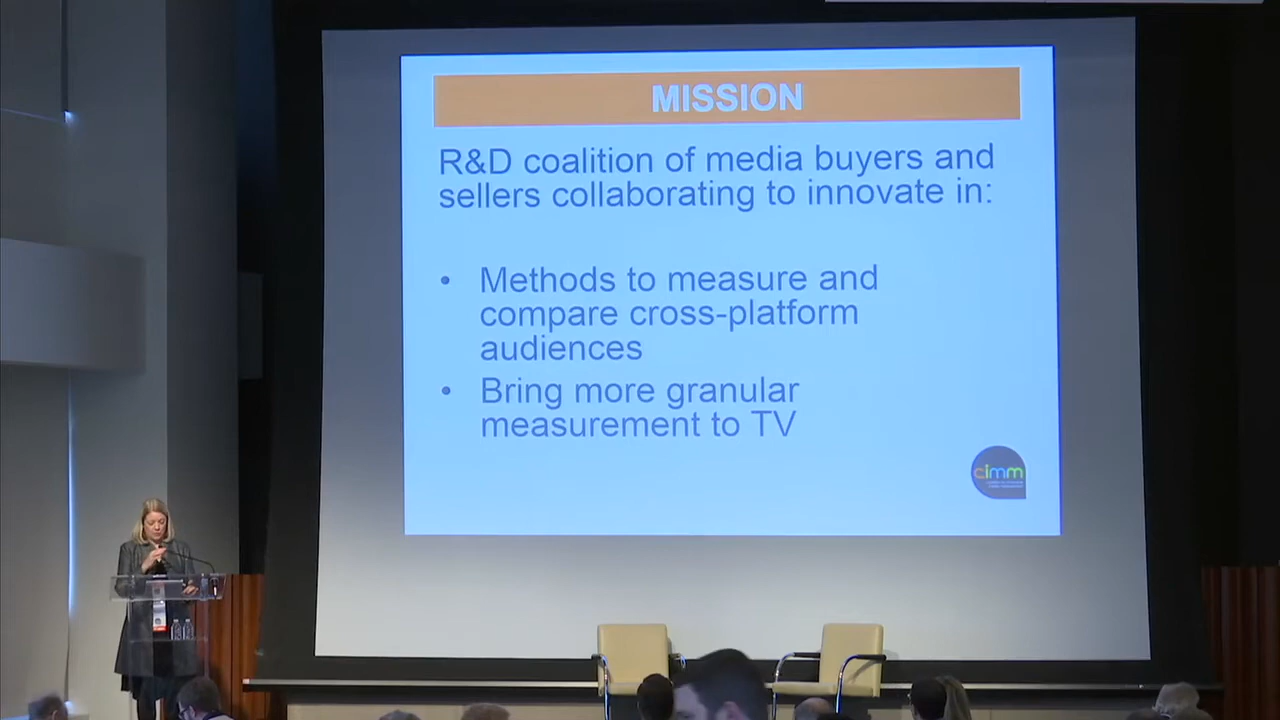 MISSION
R&D coalition of media buyers and
sellers collaborating to innovate in:
• Methods to measure and
compare cross-platform
audiences
• Bring more granular
measurement to TV
cimm